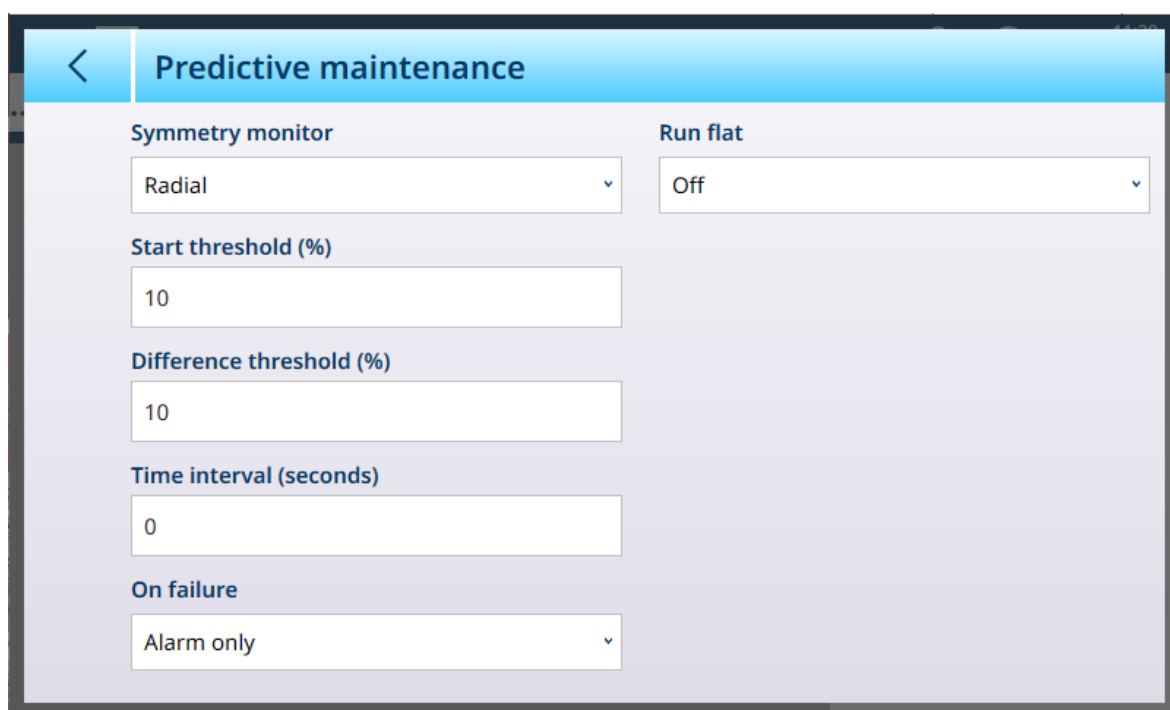 Predictive maintenance
Symmetry monitor
Radial
Run flat
Off
Start threshold (%)
10
Difference threshold (%)
10
Time interval (seconds)
0
On failure
Alarm only